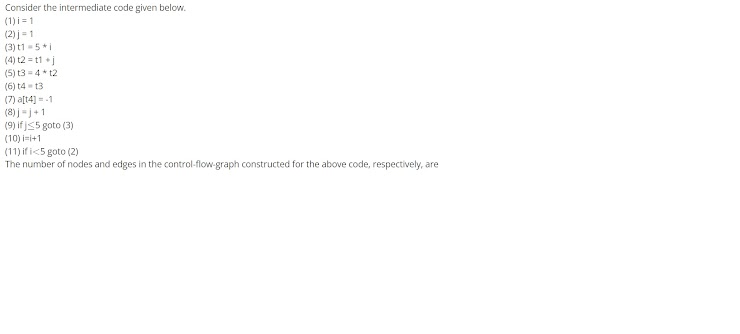 Consider the intermediate code given below.
(1) i = 1
(2) j = 1
(3) t1 = 5 * i
(4) t2 = t1 + j
(5) t3 = 4 * t2
(6) t4 = t3
(7) a[t4] = -1
(8) j = j + 1
(9) if j≤5 goto (3)
(10) i=i+1
(11) if i<5 goto (2)
The number of nodes and edges in the control-flow-graph constructed for the above code, respectively, are